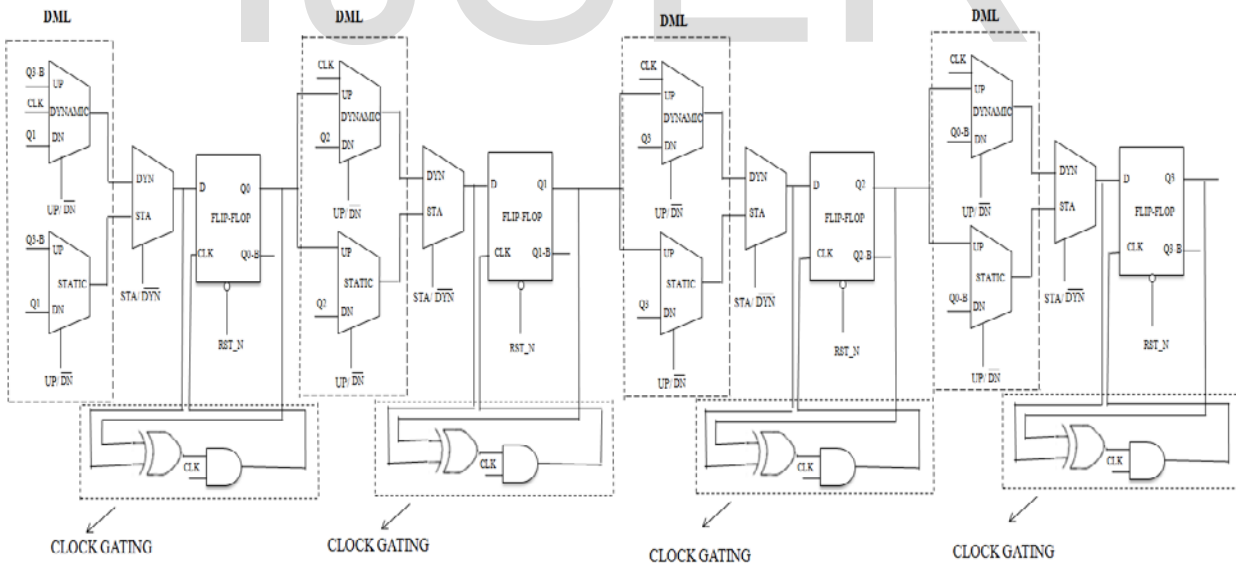 IJSER
DML
Q3-B
UP
CLK
DYNAMIC
Q1
DN
UP/DN
Q3-B
UP
STATIC
Q1
DN
UP/DN
DYN
STA
STA/DYN
D
Q0
FLIP-FLOP
CLK
Q0-B
RST_N
CLK
CLOCK GATING
DML
CLK
UP
DYNAMIC
Q2
DN
UP/DN
UP
STATIC
Q2
DN
UP/DN
DYN
STA
STA/DYN
D
Q1
FLIP-FLOP
CLK
Q1-B
RST_N
CLK
CLOCK GATING
DML
CLK
UP
DYNAMIC
Q3
DN
UP/DN
UP
STATIC
Q3
DN
UP/DN
DYN
STA
STA/DYN
D
Q2
FLIP-FLOP
CLK
Q2-B
RST_N
CLK
CLOCK GATING
DML
CLK
UP
DYNAMIC
Q0-B
DN
UP/DN
UP
STATIC
Q0-B
DN
UP/DN
DYN
STA
STA/DYN
D
Q3
FLIP-FLOP
CLK
Q3-B
RST_N
CLK
CLOCK GATING